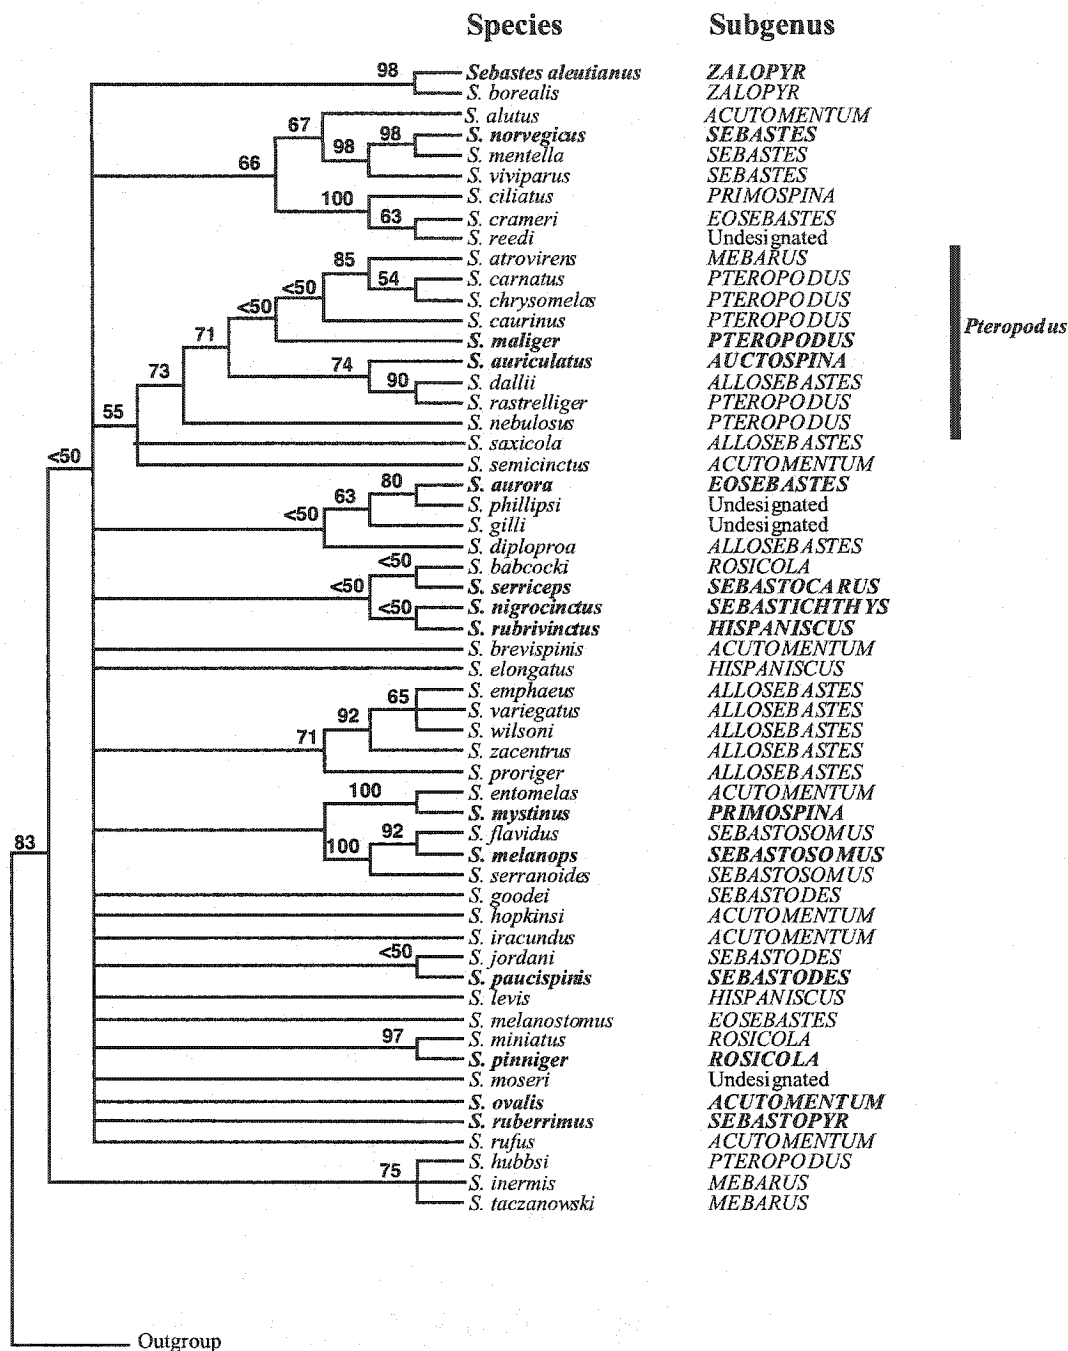 Species Subgenus
98 Sebastes aleutianus ZALOPYR
S. borealis ZALOPYR
S. alutus ACUTOMENTUM
67 98 S. norvegicus SEBASTES
98 S. mentella SEBASTES
66 S. viviparus SEBASTES
100 S. ciliatus PRIMOSPINA
63 S. crameri EOSEBASTES
S. reedi Undesignated
85 S. atrovirens MEBARUS
54 S. carnatus PTEROPODUS
<50 S. chrysomelas PTEROPODUS
<50 S. caurinus PTEROPODUS
71 S. maliger PTEROPODUS
Pteropodus
74 S. auriculatus AUCTOSPINA
73 90 S. dallii ALLOSEBASTES
S. rastrelliger PTEROPODUS
55 S. nebulosus PTEROPODUS
S. saxicola ALLOSEBASTES
<50 S. semicinctus ACUTOMENTUM
80 S. aurora EOSEBASTES
63 S. phillipsi Undesignated
<50 S. gilli Undesignated
S. diploproa ALLOSEBASTES
<50 S. babcocki ROSICOLA
<50 S. serriceps SEBASTOCARUS
<50 S. nigrocinctus SEBASTICHTHYS
S. rubrivinctus HISPANISCUS
S. brevispinis ACUTOMENTUM
S. elongatus HISPANISCUS
65 S. emphaeus ALLOSEBASTES
92 S. variegatus ALLOSEBASTES
71 S. wilsoni ALLOSEBASTES
S. zacentrus ALLOSEBASTES
S. proriger ALLOSEBASTES
100 S. entomelas ACUTOMENTUM
S. mystinus PRIMOSPINA
92 S. flavidus SEBASTOSOMUS
83 100 S. melanops SEBASTOSOMUS
S. serranoides SEBASTOSOMUS
S. goodei SEBASTODES
S. hopkinsi ACUTOMENTUM
S. iracundus ACUTOMENTUM
<50 S. jordani SEBASTODES
S. paucispinis SEBASTODES
S. levis HISPANISCUS
S. melanostomus EOSEBASTES
97 S. miniatus ROSICOLA
S. pinniger ROSICOLA
S. moseri Undesignated
S. ovalis ACUTOMENTUM
S. ruberrimus SEBASTOPYR
S. rufus ACUTOMENTUM
75 S. hubbsi PTEROPODUS
S. inermis MEBARUS
S. taczanowski MEBARUS
Outgroup